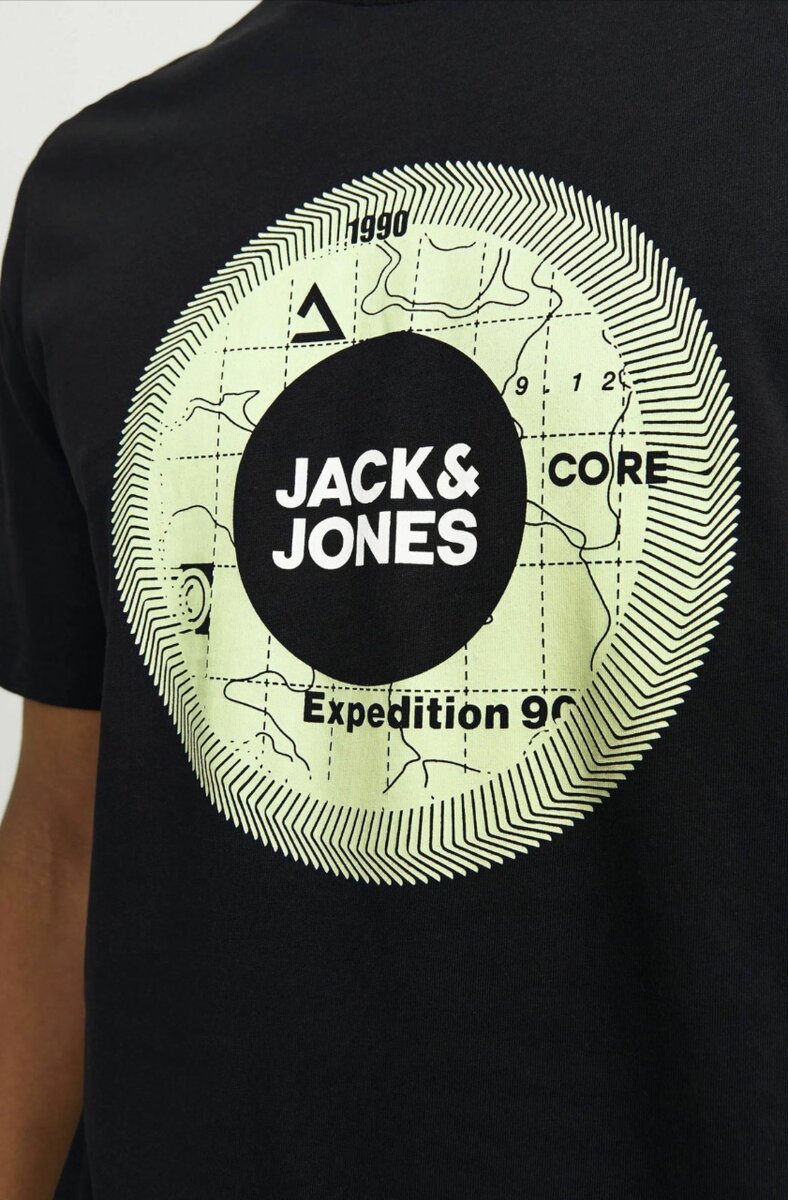 1990
9 . 12
JACK&
JONES
CORE
Expedition 90